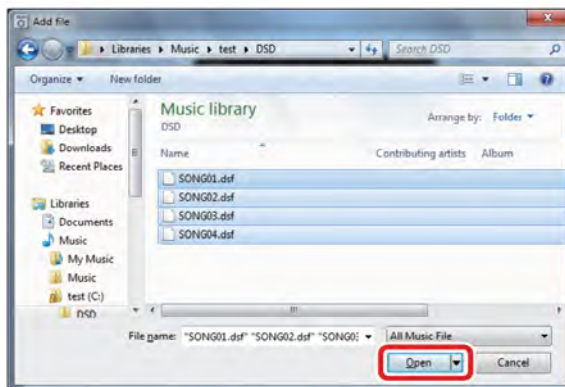 Add file
Libraries Music test DSD
Search DSD
Organize New folder
Favorites
Desktop
Downloads
Recent Places
Libraries
Documents
Music
My Music
Music
test (C:)
DSD
Music library
DSD
Arrange by: Folder
Name Contributing artists Album
SONG01.dsf
SONG02.dsf
SONG03.dsf
SONG04.dsf
File name: "SONG01.dsf" "SONG02.dsf" "SONG03
All Music File
Open Cancel